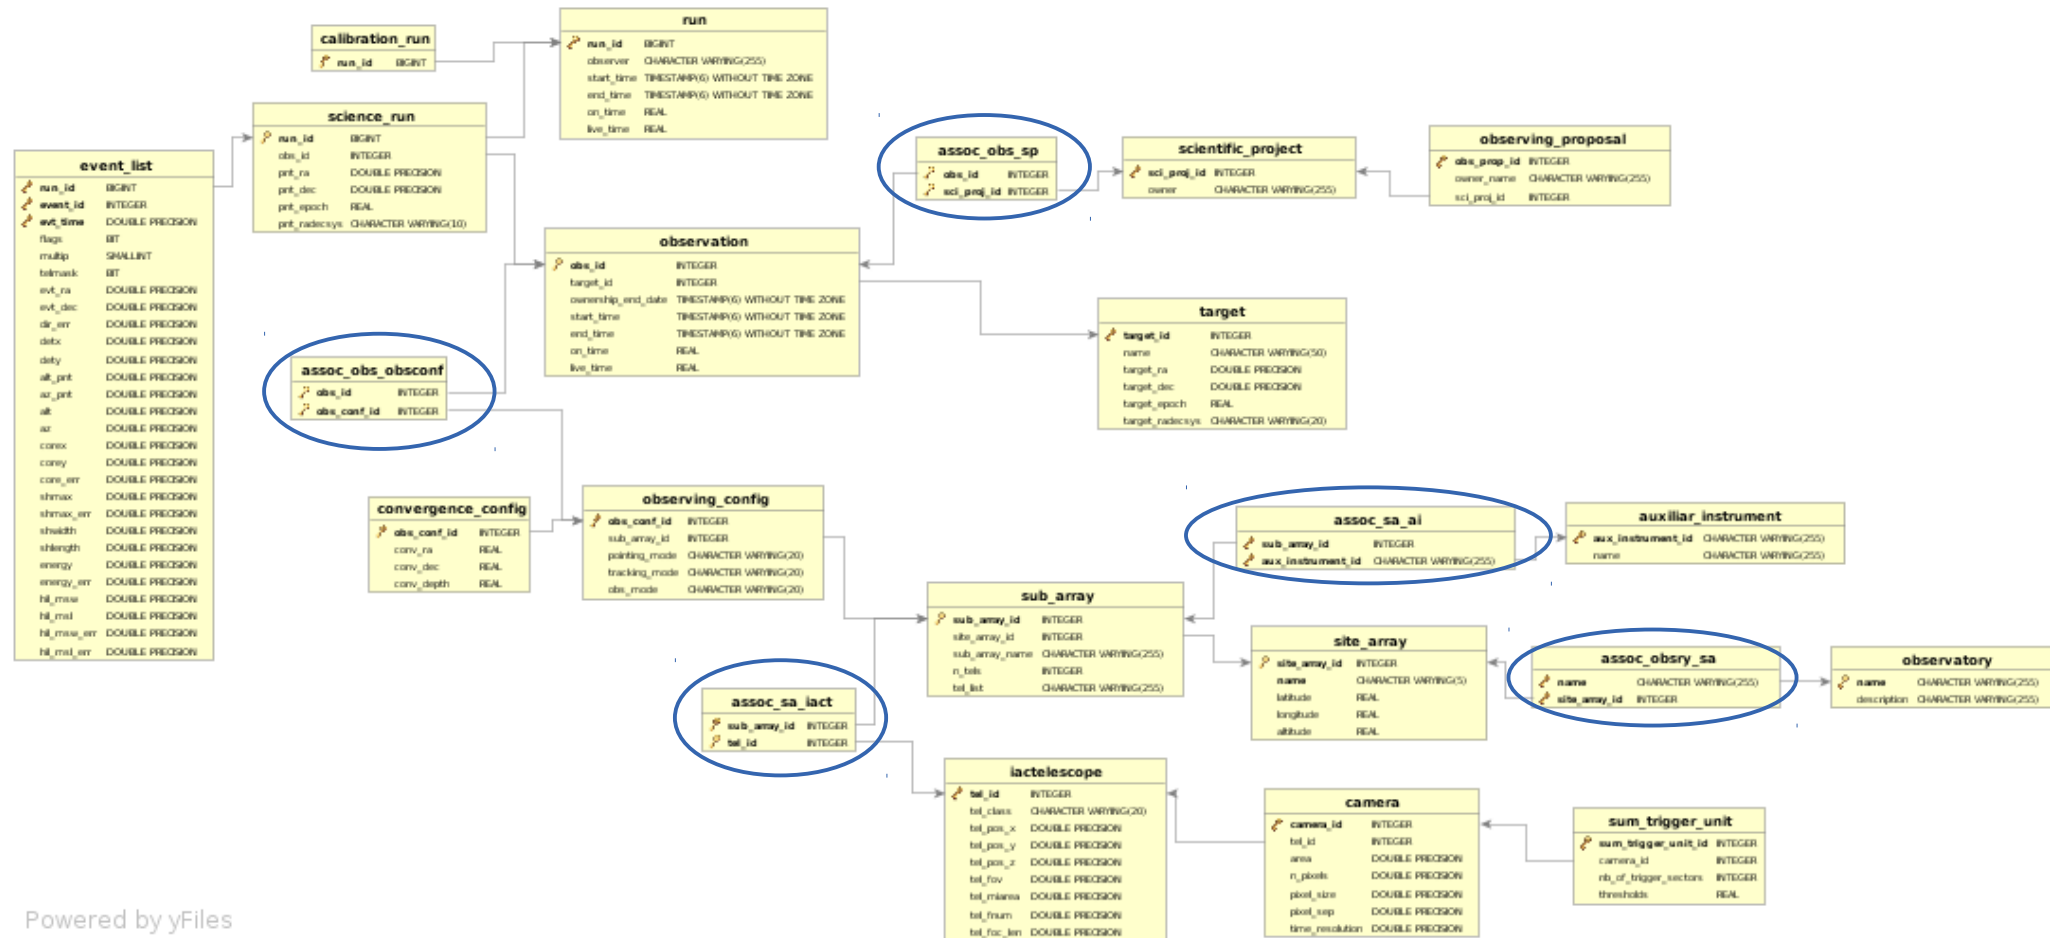 run
run_id BIGINT
observer CHARACTER VARYING(255)
start_time TIMESTAMP(6) WITHOUT TIME ZONE
end_time TIMESTAMP(6) WITHOUT TIME ZONE
on_time REAL
live_time REAL
calibration_run
run_id BIGINT
science_run
run_id BIGINT
obs_id INTEGER
pnt_ra DOUBLE PRECISION
pnt_dec DOUBLE PRECISION
pnt_epoch REAL
pnt_radecsys CHARACTER VARYING(10)
event_list
run_id BIGINT
event_id INTEGER
evt_time DOUBLE PRECISION
flags BIT
multip SMALLINT
telmask BIT
evt_ra DOUBLE PRECISION
evt_dec DOUBLE PRECISION
dir_err DOUBLE PRECISION
detx DOUBLE PRECISION
dety DOUBLE PRECISION
alt_pnt DOUBLE PRECISION
az_pnt DOUBLE PRECISION
alt DOUBLE PRECISION
az DOUBLE PRECISION
corex DOUBLE PRECISION
corey DOUBLE PRECISION
core_err DOUBLE PRECISION
shmax DOUBLE PRECISION
shmax_err DOUBLE PRECISION
shwidth DOUBLE PRECISION
shlength DOUBLE PRECISION
energy DOUBLE PRECISION
energy_err DOUBLE PRECISION
hil_msw DOUBLE PRECISION
hil_msl DOUBLE PRECISION
hil_msw_err DOUBLE PRECISION
hil_msl_err DOUBLE PRECISION
assoc_obs_sp
obs_id INTEGER
sci_proj_id INTEGER
scientific_project
sci_proj_id INTEGER
owner CHARACTER VARYING(255)
observing_proposal
obs_prop_id INTEGER
owner_name CHARACTER VARYING(255)
sci_proj_id INTEGER
observation
obs_id INTEGER
target_id INTEGER
ownership_end_date TIMESTAMP(6) WITHOUT TIME ZONE
start_time TIMESTAMP(6) WITHOUT TIME ZONE
end_time TIMESTAMP(6) WITHOUT TIME ZONE
on_time REAL
live_time REAL
target
target_id INTEGER
name CHARACTER VARYING(50)
target_ra DOUBLE PRECISION
target_dec DOUBLE PRECISION
target_epoch REAL
target_radecsys CHARACTER VARYING(20)
assoc_obs_obsconf
obs_id INTEGER
obs_conf_id INTEGER
convergence_config
obs_conf_id INTEGER
conv_ra REAL
conv_dec REAL
conv_depth REAL
observing_config
obs_conf_id INTEGER
sub_array_id INTEGER
pointing_mode CHARACTER VARYING(20)
tracking_mode CHARACTER VARYING(20)
obs_mode CHARACTER VARYING(20)
assoc_sa_ai
sub_array_id INTEGER
aux_instrument_id CHARACTER VARYING(255)
auxiliar_instrument
aux_instrument_id CHARACTER VARYING(255)
name CHARACTER VARYING(255)
sub_array
sub_array_id INTEGER
site_array_id INTEGER
sub_array_name CHARACTER VARYING(255)
n_tels INTEGER
tel_list CHARACTER VARYING(255)
site_array
site_array_id INTEGER
name CHARACTER VARYING(5)
latitude REAL
longitude REAL
altitude REAL
assoc_obsry_sa
name CHARACTER VARYING(255)
site_array_id INTEGER
observatory
name CHARACTER VARYING(255)
description CHARACTER VARYING(255)
assoc_sa_iact
sub_array_id INTEGER
tel_id INTEGER
iactelescope
tel_id INTEGER
tel_class CHARACTER VARYING(20)
tel_pos_x DOUBLE PRECISION
tel_pos_y DOUBLE PRECISION
tel_pos_z DOUBLE PRECISION
tel_fov DOUBLE PRECISION
tel_miarea DOUBLE PRECISION
tel_fnum DOUBLE PRECISION
tel_foc_len DOUBLE PRECISION
camera
camera_id INTEGER
tel_id INTEGER
area DOUBLE PRECISION
n_pixels DOUBLE PRECISION
pixel_size DOUBLE PRECISION
pixel_sep DOUBLE PRECISION
time_resolution DOUBLE PRECISION
sum_trigger_unit
sum_trigger_unit_id INTEGER
camera_id INTEGER
nb_of_trigger_sectors INTEGER
thresholds REAL
Powered by yFiles